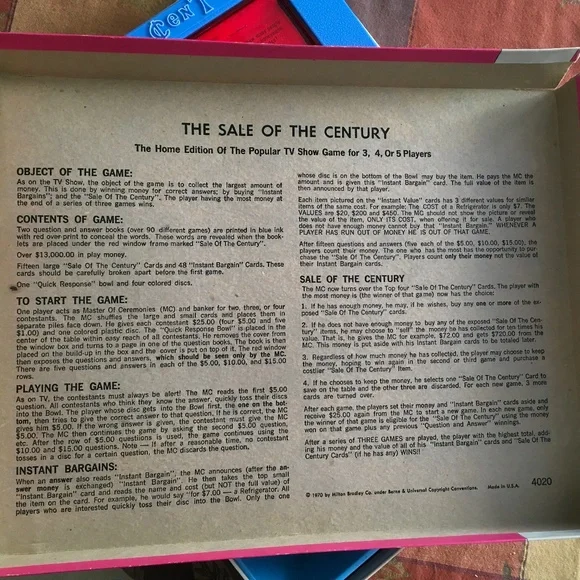 Ten
THE SALE OF THE CENTURY
The Home Edition Of The Popular TV Show Game for 3, 4, Or 5 Players
OBJECT OF THE GAME:
As on the TV Show, the object of the game is to collect the largest amount of
money. This is done by winning money for correct answers; by buying "Instant
Bargains"; and the "Sale Of The Century". The player having the most money at
the end of a series of three games wins.
CONTENTS OF GAME:
Two question and answer books (over 90 different games) are printed in blue ink
with red over-print to conceal the words. These words are revealed when the book-
lets are placed under the red window frame marked "Sale Of The Century".
Over $13,000.00 in play money.
Fifteen large "Sale Of The Century" Cards and 48 "Instant Bargain" Cards. These
cards should be carefully broken apart before the first game.
One "Quick Response" bowl and four colored discs.
TO START THE GAME:
One player acts as Master Of Ceremonies (MC) and banker for two, three, or four
contestants. The MC shuffles the large and small cards and places them in
separate piles face down. He gives each contestant $25.00 (four $5.00 and five
$1.00) and one colored plastic disc. The "Quick Response Bowl" is placed in the
center of the table within easy reach of all contestants. He removes the cover from
the window box and turns to a page in one of the question books. The book is then
placed on the build-up in the box and the cover is put on top of it. The red window
then exposes the questions and answers, which should be seen only by the MC.
There are five questions and answers in each of the $5.00, $10.00, and $15.00
rows.
PLAYING THE GAME:
As on TV, the contestants must always be alert! The MC reads the first $5.00
question. All contestants who think they know the answer, quickly toss their discs
into the Bowl. The player whose disc gets into the Bowl first, the one on the bot-
tom, then tries to give the correct answer to that question. If he is correct, the MC
gives him $5.00. If the wrong answer is given, the contestant must give the MC
$5.00. The MC then continues the game by asking the second $5.00 question,
etc. After the row of $5.00 questions is used, the game continues using the
$10.00 and $15.00 questions. Note — If after a reasonable time, no contestant
tosses in a disc for a certain question, the MC discards the question.
INSTANT BARGAINS:
When an answer also reads "Instant Bargain", the MC announces (after the an-
swer money is exchanged) "Instant Bargain". He then takes the top small
"Instant Bargain" card and reads the name and cost (but NOT the full value) of
the item on the card. For example, he would say "for $7.00 — a Refrigerator. All
players who are interested quickly toss their disc into the Bowl. Only the one
whose disc is on the bottom of the Bowl may buy the item. He pays the MC the
amount and is given this "Instant Bargain" card. The full value of the item is
then announced by that player.
Each item pictured on the "Instant Value" cards has 3 different values for similar
items of the same cost. For example: The COST of a Refrigerator is only $7. The
VALUES are $20, $200 and $450. The MC should not show the picture or reveal
the value of the item, ONLY ITS COST, when offering it for sale. A player who
does not have enough money cannot buy that "Instant Bargain." WHENEVER A
PLAYER HAS RUN OUT OF MONEY HE IS OUT OF THAT GAME.
After fifteen questions and answers (five each of the $5.00, $10.00, $15.00), the
players count their money. The one who has the most has the opportunity to pur-
chase the "Sale Of The Century". Players count only their money not the value of
their Instant Bargain cards.
SALE OF THE CENTURY
The MC now turns over the Top four "Sale Of The Century" Cards. The player with
the most money is (the winner of that game) now has the choice:
1. If he has enough money, he may, if he wishes, buy any one or more of the ex-
posed "Sale Of The Century" items.
2. If he does not have enough money to buy any of the exposed "Sale Of The Cen-
tury" items, he may choose to "sell" the money he has collected for ten times his
value. That is, he gives the MC for example, $72.00 and gets $720.00 from the
MC. This money is put aside with his Instant Bargain cards to be totaled later.
3. Regardless of how much money he has collected, the player may choose to keep
the money, hoping to win again in the second or third game and purchase a
costlier "Sale Of The Century" item.
4. If he chooses to keep the money, he selects one "Sale Of The Century" Card to
save on the table and the other three are discarded. For each new game, 3 more
cards are turned over.
After each game, the players set their money and "Instant Bargain" cards aside and
receive $25.00 again from the MC to start a new game. In each new game, only
the winner of that game is eligible for the "Sale Of The Century" using the money
won on that game plus any previous "Question and Answer" winnings.
After a series of THREE GAMES are played, the player with the highest total, add-
ing his money and value of all of his "Instant Bargain" cards and "Sale Of The
Century Cards" (if he has any) WINS!!
© 1970 by Milton Bradley Co. under Berne & Universal Copyright Conventions. Made in U.S.A. 4020